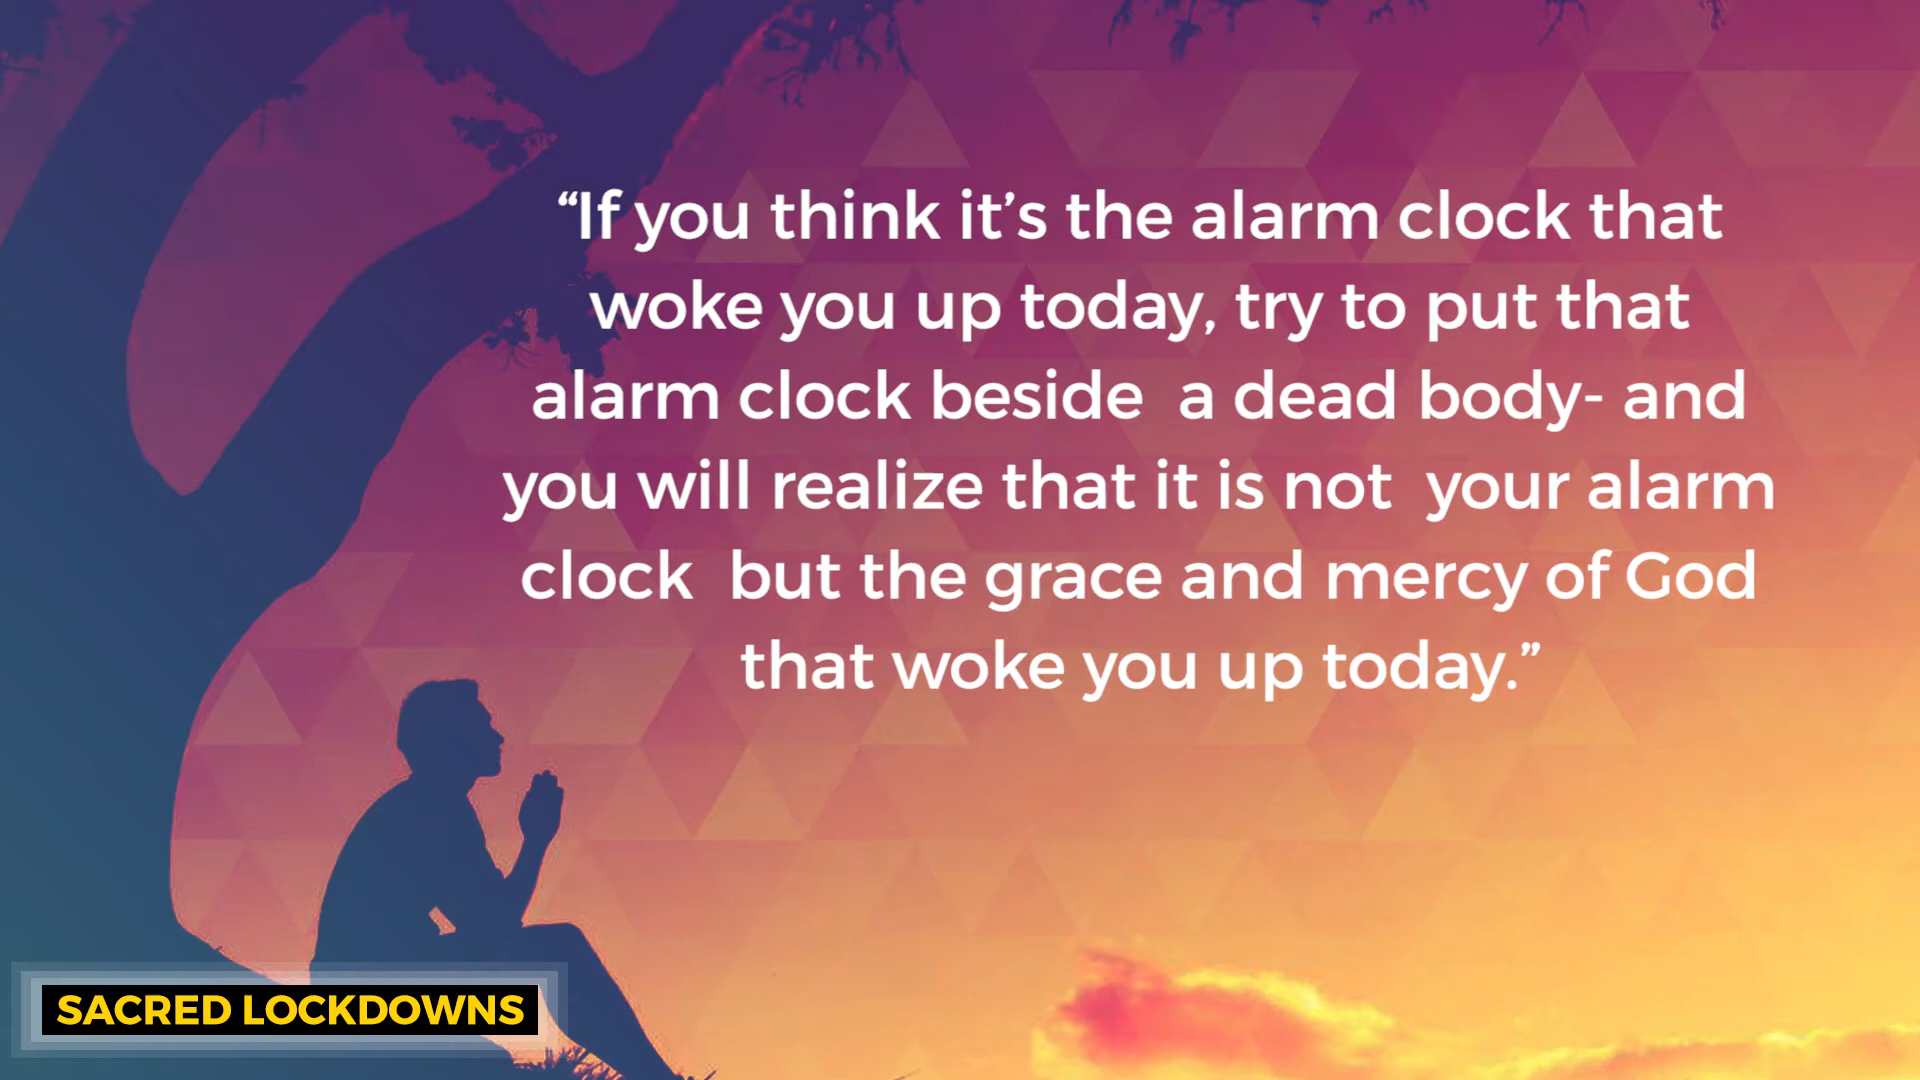 “If you think it’s the alarm clock that
woke you up today, try to put that
alarm clock beside  a dead body- and
you will realize that it is not  your alarm
clock  but the grace and mercy of God
that woke you up today.”
SACRED LOCKDOWNS